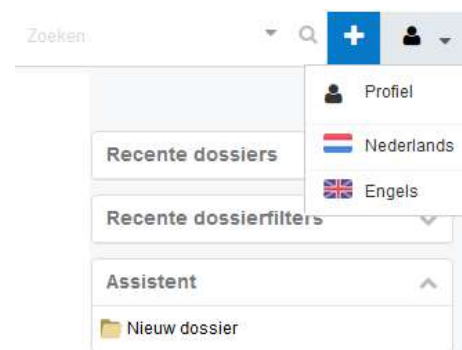 Zoeken
Profiel
Recente dossiers
Nederlands
Engels
Recente dossierfilters
Assistent
Nieuw dossier